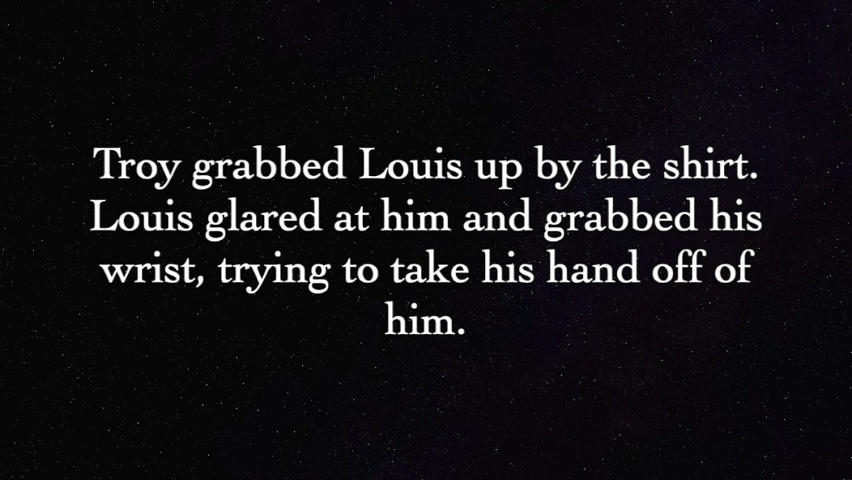 Troy grabbed Louis up by the shirt.
Louis glared at him and grabbed his
wrist, trying to take his hand off of
him.